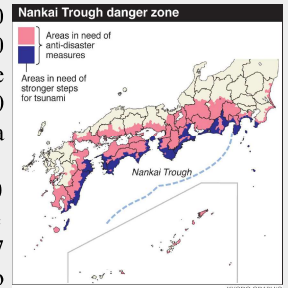 Nankai Trough danger zone
Areas in need of
anti-disaster
measures
Areas in need of
stronger steps
for tsunami
Nankai Trough